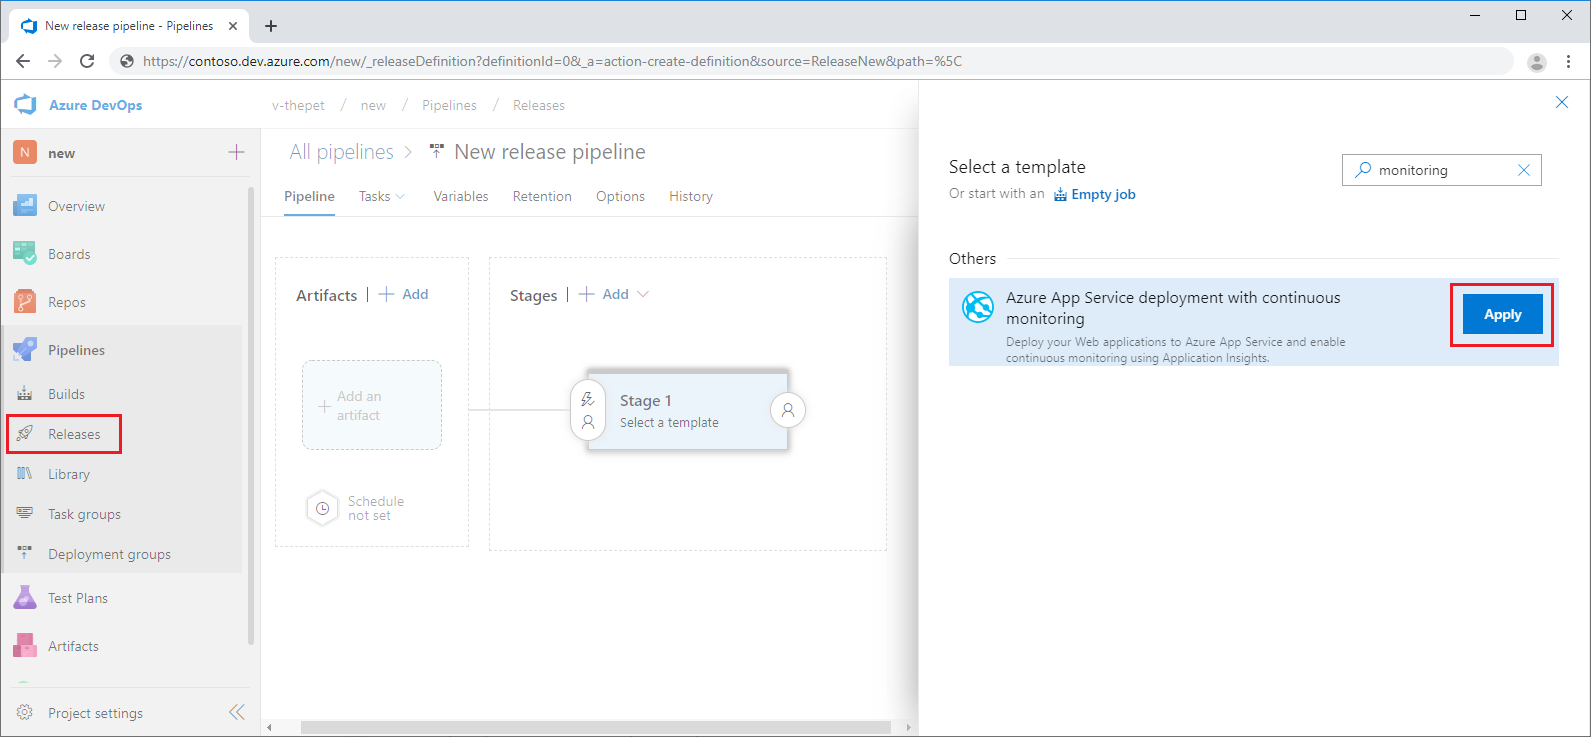 New release pipeline - Pipelines
https://contoso.dev.azure.com/new/_releaseDefinition?definitionId=0&_a=action-create-definition&source=ReleaseNew&path=%5C
Azure DevOps
v-thepet / new / Pipelines / Releases
N new
Overview
Boards
Repos
Pipelines
Builds
Releases
Library
Task groups
Deployment groups
Test Plans
Artifacts
Project settings
All pipelines > New release pipeline
Pipeline Tasks Variables Retention Options History
Artifacts | + Add
Add an
artifact
Schedule
not set
Stages | + Add
Stage 1
Select a template
Select a template
Or start with an Empty job
monitoring
Others
Azure App Service deployment with continuous
monitoring
Deploy your Web applications to Azure App Service and enable
continuous monitoring using Application Insights.
Apply